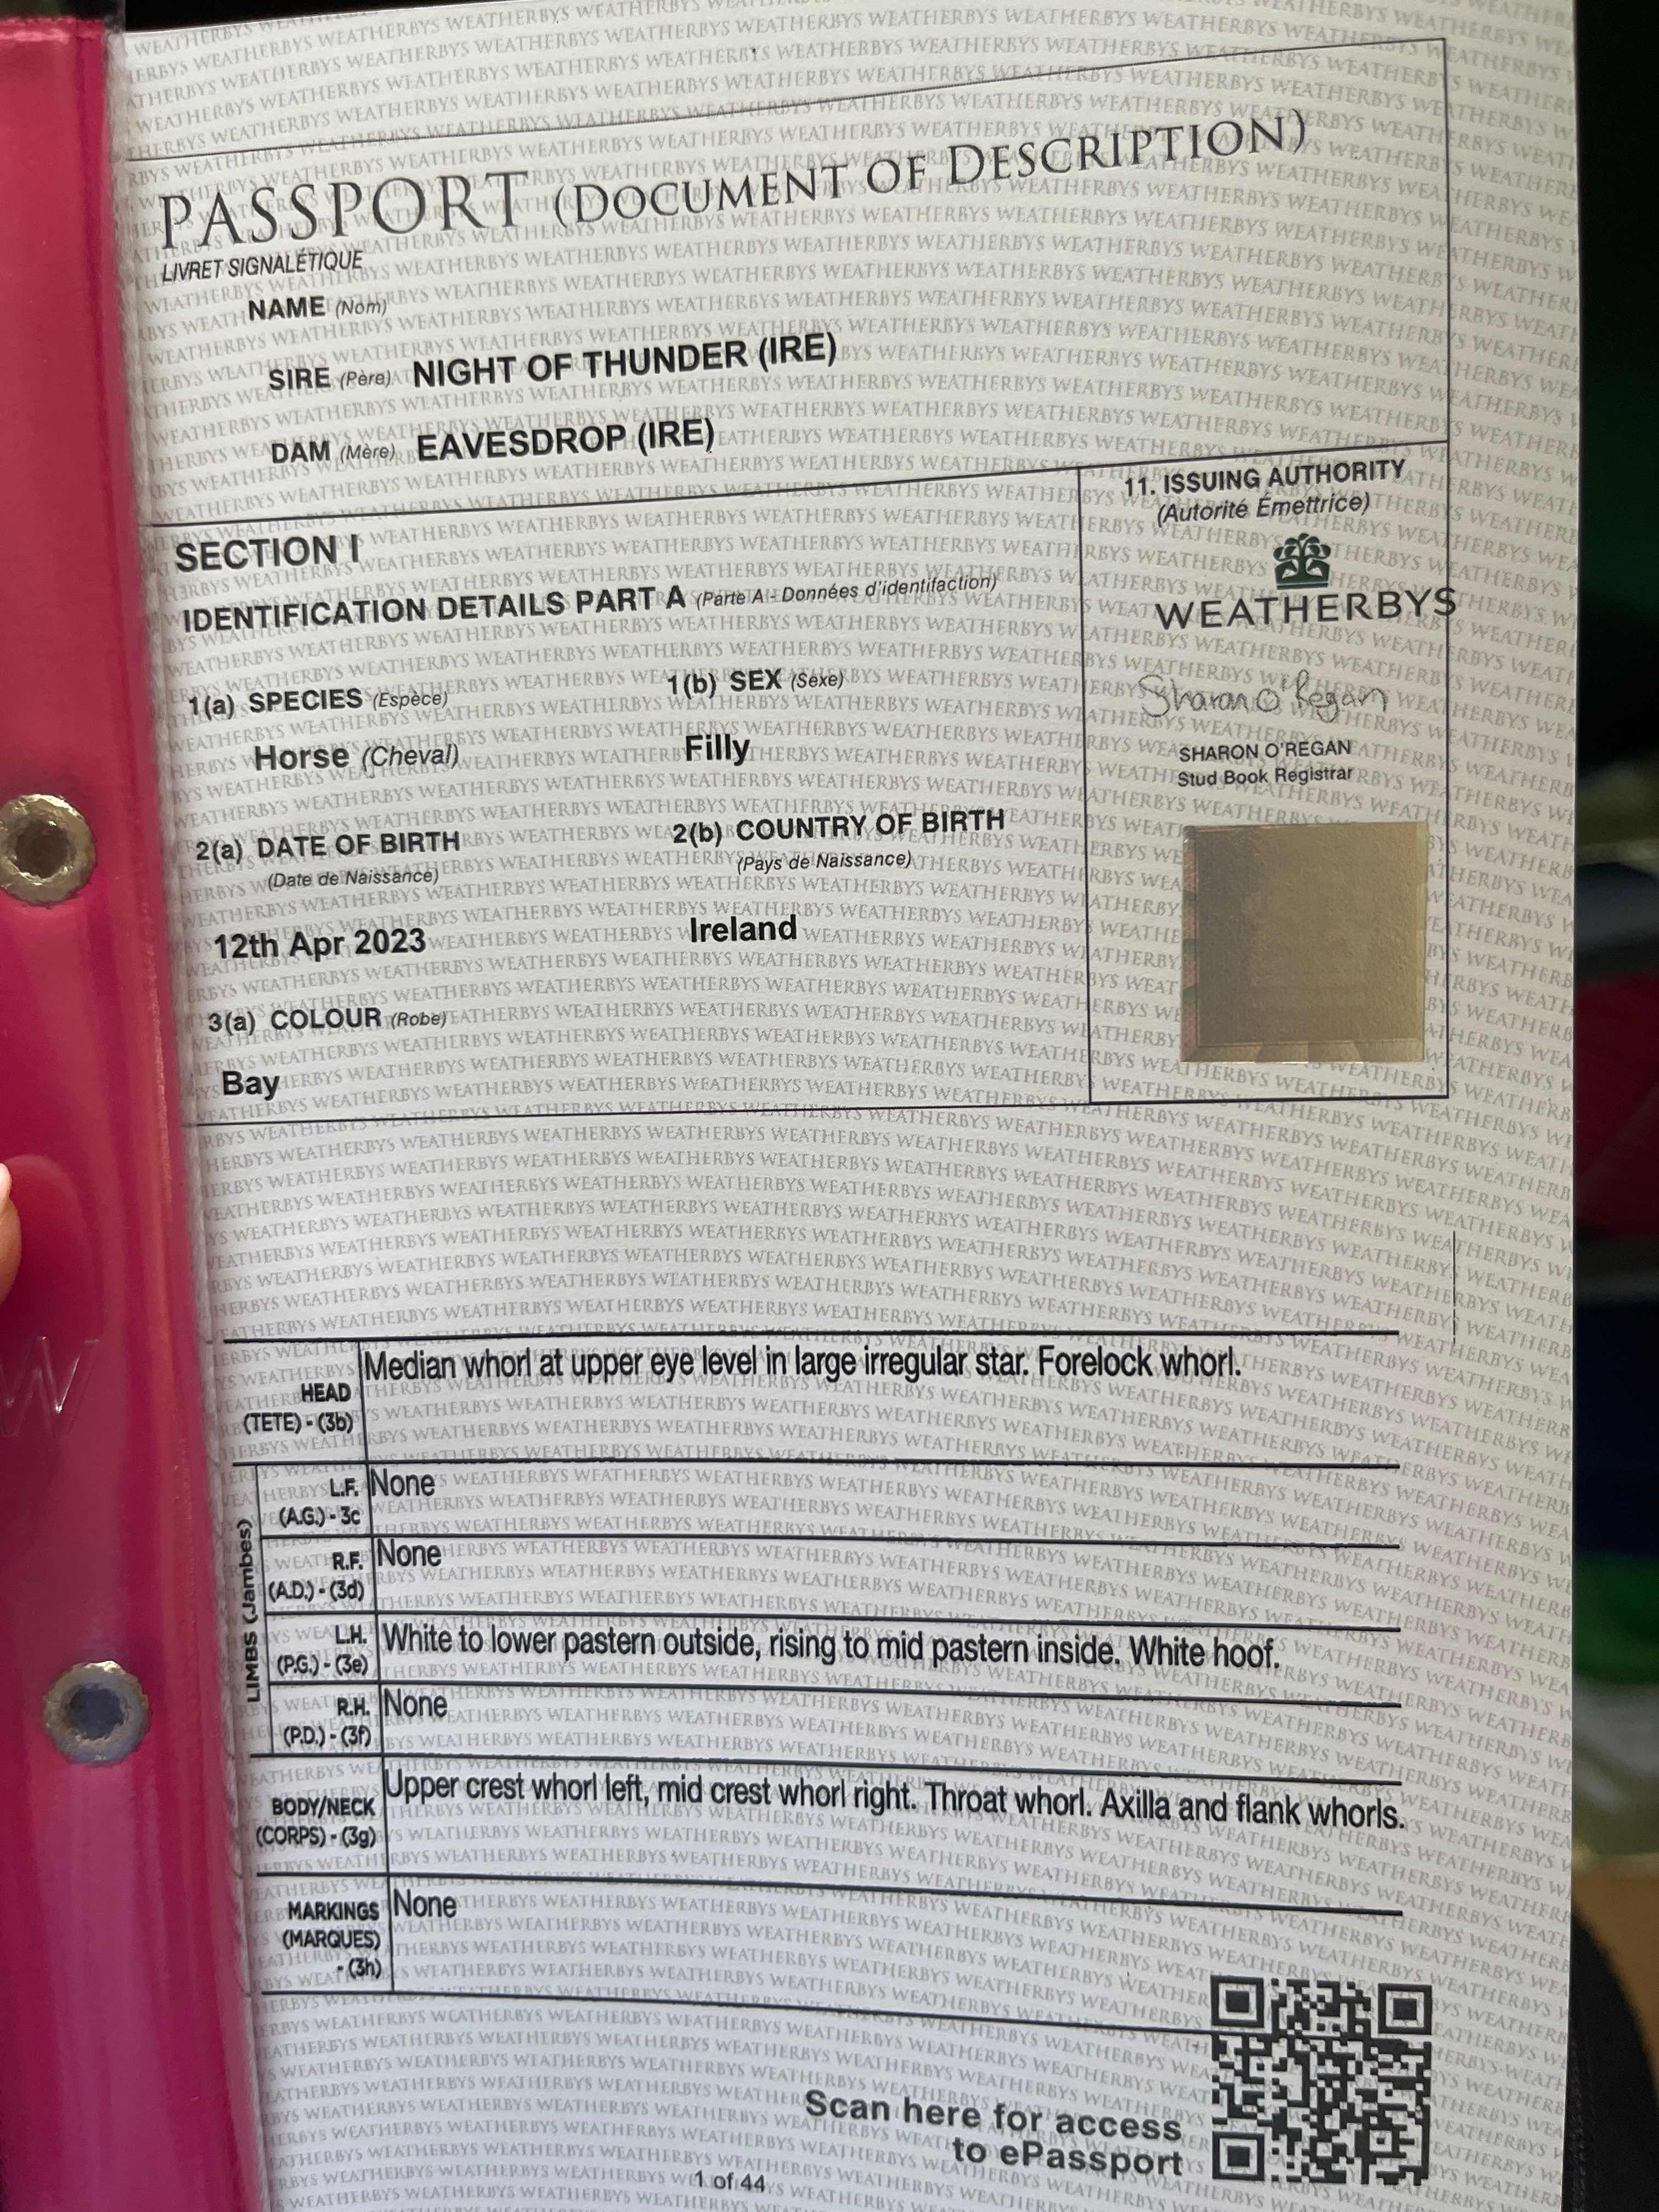 PASSPORT (DOCUMENT OF DESCRIPTION)
LIVRET SIGNALÉTIQUE
NAME (Nom)
SIRE (Père) NIGHT OF THUNDER (IRE)
DAM (Mère) EAVESDROP (IRE)
11. ISSUING AUTHORITY
(Autorité Émettrice)
WEATHERBYS
Sharon O'Regan
SHARON O'REGAN
Stud Book Registrar
SECTION I
IDENTIFICATION DETAILS PART A (Parte A - Données d'identifaction)
1(a) SPECIES (Espèce)
1(b) SEX (Sexe)
Horse (Cheval)
Filly
2(a) DATE OF BIRTH
(Date de Naissance)
2(b) COUNTRY OF BIRTH
(Pays de Naissance)
12th Apr 2023
Ireland
3(a) COLOUR (Robe)
Bay
HEAD
(TETE) - (3b)
Median whorl at upper eye level in large irregular star. Forelock whorl.
LIMBS (Jambes)
L.F.
(A.G.) - 3c
None
R.F.
(A.D.) - (3d)
None
L.H.
(P.G.) - (3e)
White to lower pastern outside, rising to mid pastern inside. White hoof.
R.H.
(P.D.) - (3f)
None
BODY/NECK
(CORPS) - (3g)
Upper crest whorl left, mid crest whorl right. Throat whorl. Axilla and flank whorls.
MARKINGS
(MARQUES)
- (3h)
None
Scan here for access
to ePassport
1 of 44
W